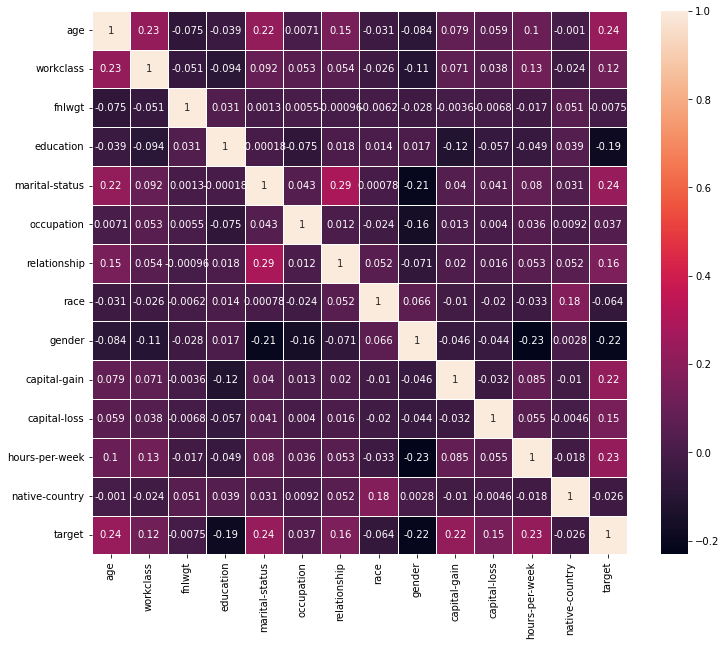 1.0
age 1 0.23 -0.075 -0.039 0.22 0.0071 0.15 -0.031 -0.084 0.079 0.059 0.1 -0.001 0.24
workclass 0.23 1 -0.051 -0.094 0.092 0.053 0.054 -0.026 -0.11 0.071 0.038 0.13 -0.024 0.12
0.8
fnlwgt -0.075 -0.051 1 0.031 0.0013 0.0055 -0.00096 -0.0062 -0.028 -0.0036 -0.0068 -0.017 0.051 -0.0075
education -0.039 -0.094 0.031 1 -0.00018 -0.075 0.018 0.014 0.017 -0.12 -0.057 -0.049 0.039 -0.19
0.6
marital-status 0.22 0.092 0.0013 -0.00018 1 0.043 0.29 0.00078 -0.21 0.04 0.041 0.08 0.031 0.24
occupation 0.0071 0.053 0.0055 -0.075 0.043 1 0.012 -0.024 -0.16 0.013 0.004 0.036 0.0092 0.037
0.4
relationship 0.15 0.054 -0.00096 0.018 0.29 0.012 1 0.052 -0.071 0.02 0.016 0.053 0.052 0.16
race -0.031 -0.026 -0.0062 0.014 0.00078 -0.024 0.052 1 0.066 -0.01 -0.02 -0.033 0.18 -0.064
gender -0.084 -0.11 -0.028 0.017 -0.21 -0.16 -0.071 0.066 1 -0.046 -0.044 -0.23 0.0028 -0.22
0.2
capital-gain 0.079 0.071 -0.0036 -0.12 0.04 0.013 0.02 -0.01 -0.046 1 -0.032 0.085 -0.01 0.22
capital-loss 0.059 0.038 -0.0068 -0.057 0.041 0.004 0.016 -0.02 -0.044 -0.032 1 0.055 -0.0046 0.15
0.0
hours-per-week 0.1 0.13 -0.017 -0.049 0.08 0.036 0.053 -0.033 -0.23 0.085 0.055 1 -0.018 0.23
native-country -0.001 -0.024 0.051 0.039 0.031 0.0092 0.052 0.18 0.0028 -0.01 -0.0046 -0.018 1 -0.026
target 0.24 0.12 -0.0075 -0.19 0.24 0.037 0.16 -0.064 -0.22 0.22 0.15 0.23 -0.026 1
-0.2
age workclass fnlwgt education marital-status occupation relationship race gender capital-gain capital-loss hours-per-week native-country target